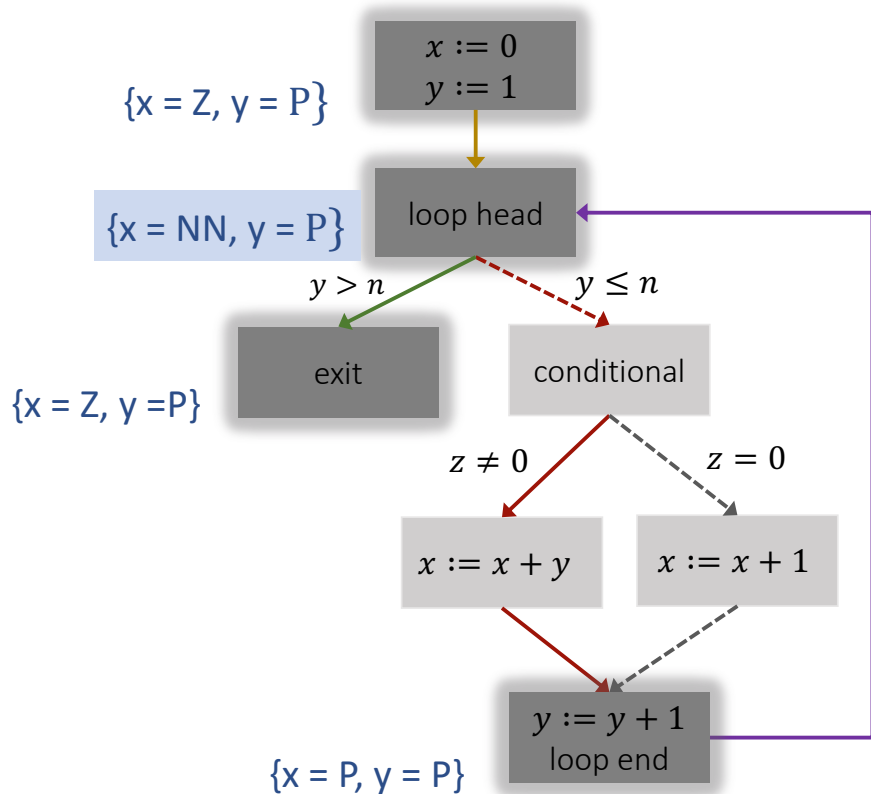 x := 0
y := 1
{x = Z, y = P}
loop head
{x = NN, y = P}
y > n
y ≤ n
exit
conditional
{x = Z, y =P}
z ≠ 0
z = 0
x := x + y
x := x + 1
y := y + 1
loop end
{x = P, y = P}